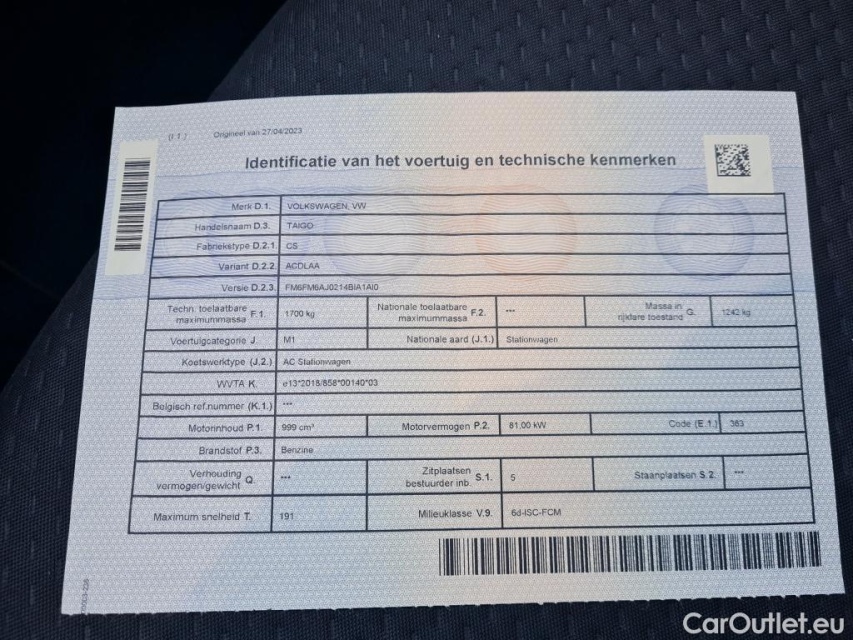 (I.1.) Origineel van 27/04/2023
Identificatie van het voertuig en technische kenmerken
Merk D.1. VOLKSWAGEN, VW
Handelsnaam D.3. TAIGO
Fabriekstype D.2.1. CS
Variant D.2.2. ACDLAA
Versie D.2.3. FM6FM6AJ0214BIA1AI0
Techn. toelaatbare maximummassa F.1. 1700 kg Nationale toelaatbare maximummassa F.2. *** Massa in rijklare toestand G. 1242 kg
Voertuigcategorie J. M1 Nationale aard (J.1.) Stationwagen
Koetswerktype (J.2.) AC Stationwagen
WVTA K. e13*2018/858*00140*03
Belgisch ref.nummer (K.1.) ***
Motorinhoud P.1. 999 cm³ Motorvermogen P.2. 81.00 kW Code (E.1.) 363
Brandstof P.3. Benzine
Verhouding vermogen/gewicht Q. *** Zitplaatsen bestuurder inb. S.1. 5 Staanplaatsen S.2. ***
Maximum snelheid T. 191 Milieuklasse V.9. 6d-ISC-FCM
CarOutlet.eu